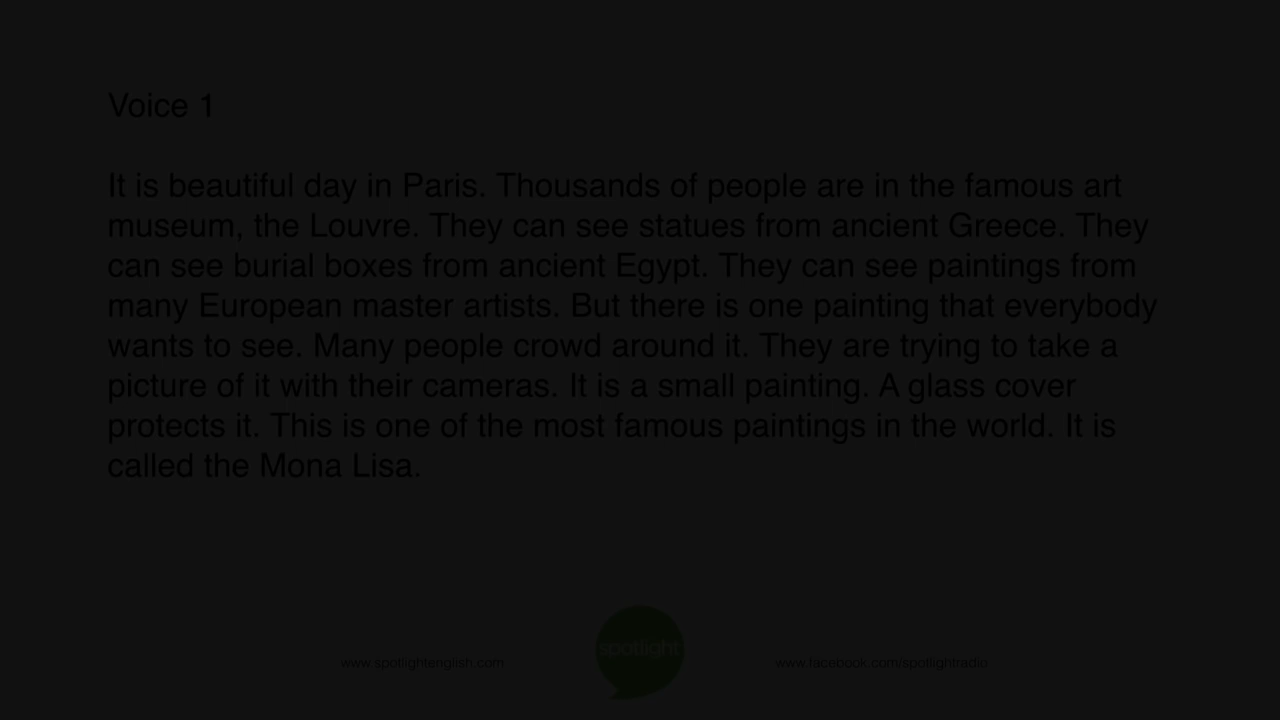 Voice 1
It is beautiful day in Paris. Thousands of people are in the famous art
museum, the Louvre. They can see statues from ancient Greece. They
can see burial boxes from ancient Egypt. They can see paintings from
many European master artists. But there is one painting that everybody
wants to see. Many people crowd around it. They are trying to take a
picture of it with their cameras. It is a small painting. A glass cover
protects it. This is one of the most famous paintings in the world. It is
called the Mona Lisa.
spotlight
www.spotlightenglish.com
www.facebook.com/spotlightradio